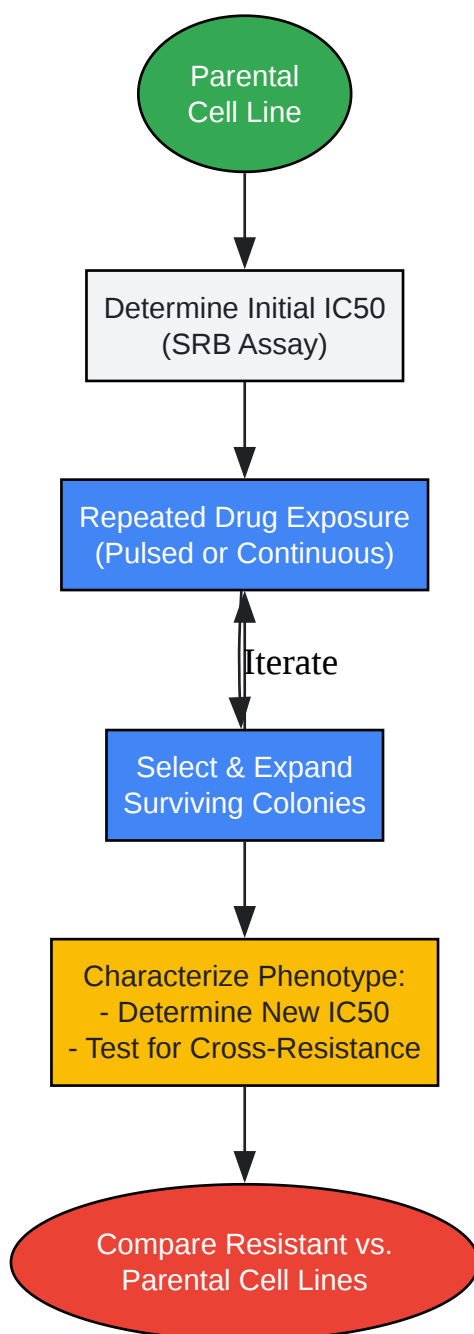 Parental
Cell Line
Determine Initial IC50
(SRB Assay)
Repeated Drug Exposure
(Pulsed or Continuous)
Iterate
Select & Expand
Surviving Colonies
Characterize Phenotype:
- Determine New IC50
- Test for Cross-Resistance
Compare Resistant vs.
Parental Cell Lines